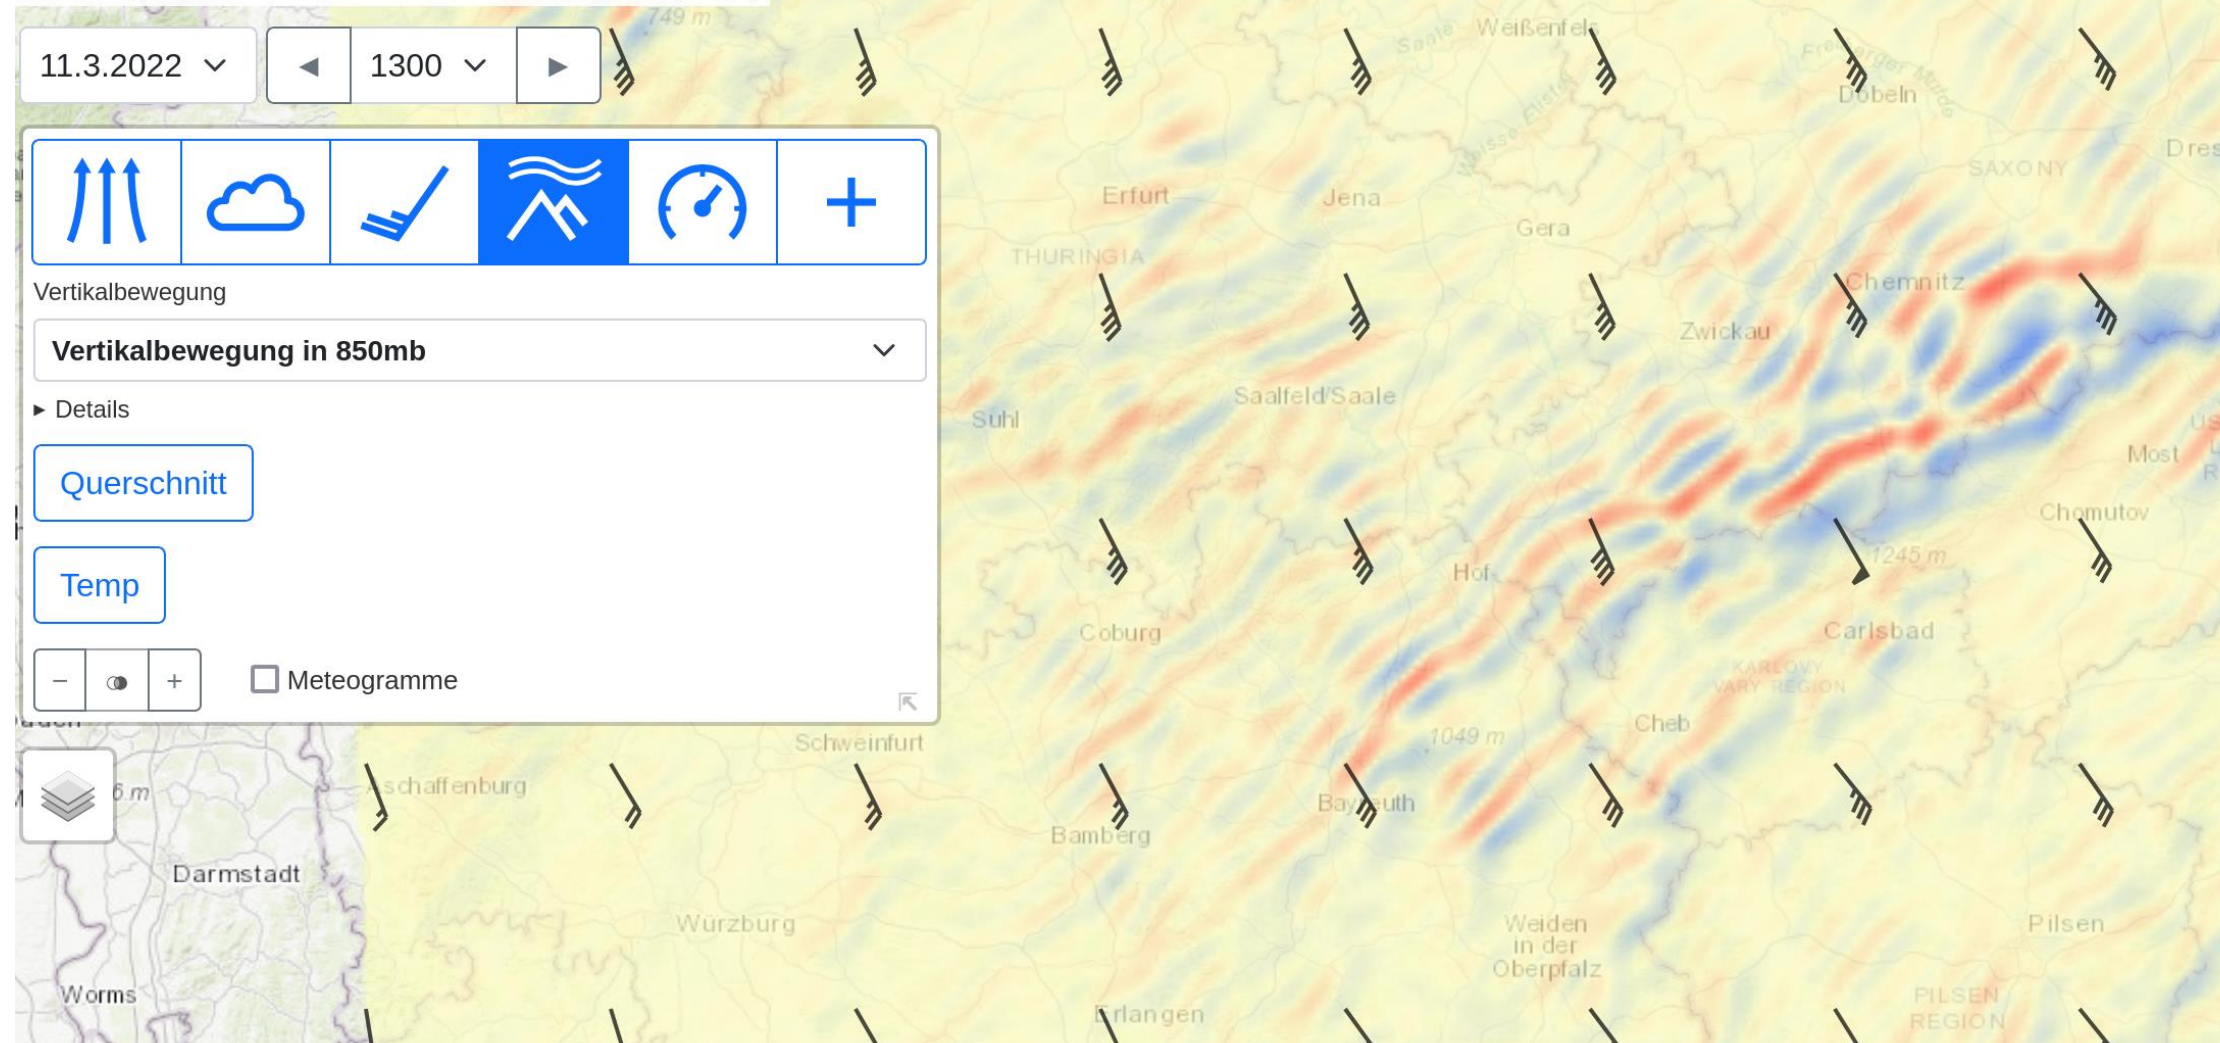 749 m
Weißenfels
Saale
11.3.2022
1300
Freiberger Mulde
Döbeln
Weisse Elster
SAXONY
Erfurt
Jena
Gera
THURINGIA
Chemnitz
Vertikalbewegung
Zwickau
Vertikalbewegung in 850mb
Saalfeld/Saale
Details
Suhl
Most
Querschnitt
Chomutov
1245 m
Hof
Temp
Coburg
Carlsbad
KARLOVY
VARY REGION
Meteogramme
Cheb
1049 m
Schweinfurt
Aschaffenburg
Bayreuth
Bamberg
Darmstadt
Würzburg
Weiden
in der
Oberpfalz
Pilsen
Worms
PILSEN
REGION
Erlangen